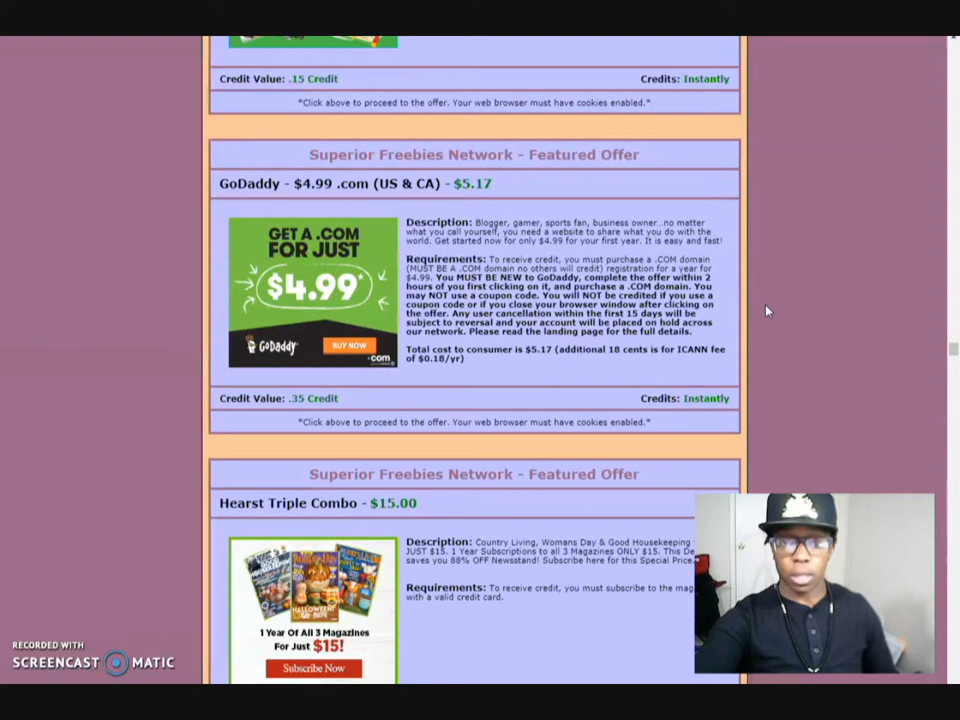 Credit Value: .15 Credit
Credits: Instantly
*Click above to proceed to the offer. Your web browser must have cookies enabled.*
Superior Freebies Network - Featured Offer
GoDaddy - $4.99 .com (US & CA) - $5.17
GET A .COM
FOR JUST
$4.99*
GoDaddy
BUY NOW
.com
Description: Blogger, gamer, sports fan, business owner no matter
what you call yourself, you need a website to share what you do with the
world. Get started now for only $4.99 for your first year. It is easy and fast!
Requirements: To receive credit, you must purchase a .COM domain
(MUST BE A .COM domain no others will credit) registration for a year for
$4.99. You MUST BE NEW to GoDaddy, complete the offer within 2
hours of you first clicking on it, and purchase a .COM domain. You
may NOT use a coupon code. You will NOT be credited if you use a
coupon code or if you close your browser window after clicking on
the offer. Any user cancellation within the first 15 days will be
subject to reversal and your account will be placed on hold across
our network. Please read the landing page for the full details.
Total cost to consumer is $5.17 (additional 18 cents is for ICANN fee
of $0.18/yr)
Credit Value: .35 Credit
Credits: Instantly
*Click above to proceed to the offer. Your web browser must have cookies enabled.*
Superior Freebies Network - Featured Offer
Hearst Triple Combo - $15.00
1 Year Of All 3 Magazines
For Just $15!
Subscribe Now
Description: Country Living, Womans Day & Good Housekeeping
JUST $15. 1 Year Subscriptions to all 3 Magazines ONLY $15. This De
saves you 88% OFF Newsstand! Subscribe here for this Special Price.
Requirements: To receive credit, you must subscribe to the mag
with a valid credit card.
RECORDED WITH
SCREENCAST MATIC